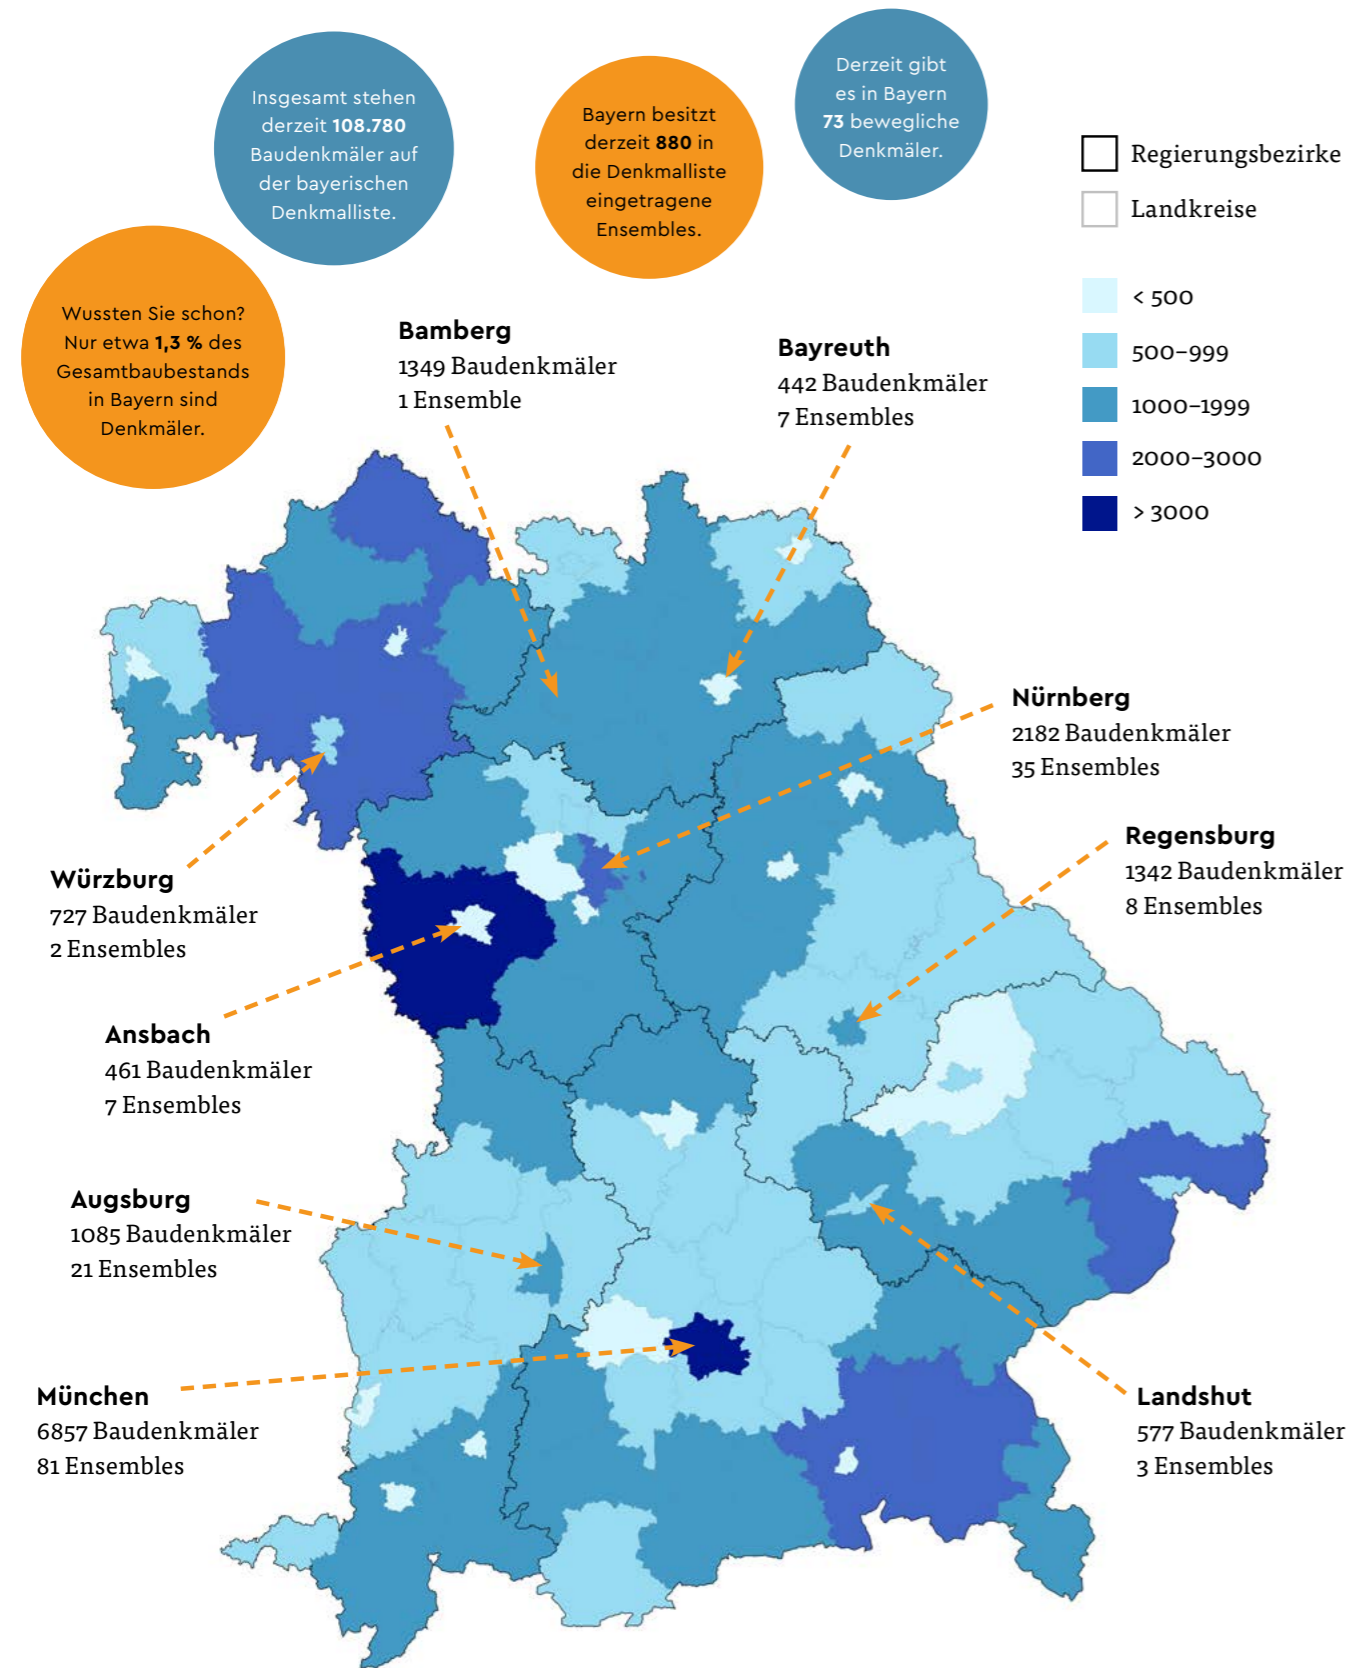 Insgesamt stehen
derzeit 108.780
Baudenkmäler auf
der bayerischen
Denkmalliste.
Bayern besitzt
derzeit 880 in
die Denkmalliste
eingetragene
Ensembles.
Derzeit gibt
es in Bayern
73 bewegliche
Denkmäler.
Wussten Sie schon?
Nur etwa 1,3 % des
Gesamtbaubestands
in Bayern sind
Denkmäler.
Regierungsbezirke
Landkreise
< 500
500–999
1000–1999
2000–3000
> 3000
Bamberg
1349 Baudenkmäler
1 Ensemble
Bayreuth
442 Baudenkmäler
7 Ensembles
Nürnberg
2182 Baudenkmäler
35 Ensembles
Regensburg
1342 Baudenkmäler
8 Ensembles
Würzburg
727 Baudenkmäler
2 Ensembles
Ansbach
461 Baudenkmäler
7 Ensembles
Augsburg
1085 Baudenkmäler
21 Ensembles
München
6857 Baudenkmäler
81 Ensembles
Landshut
577 Baudenkmäler
3 Ensembles